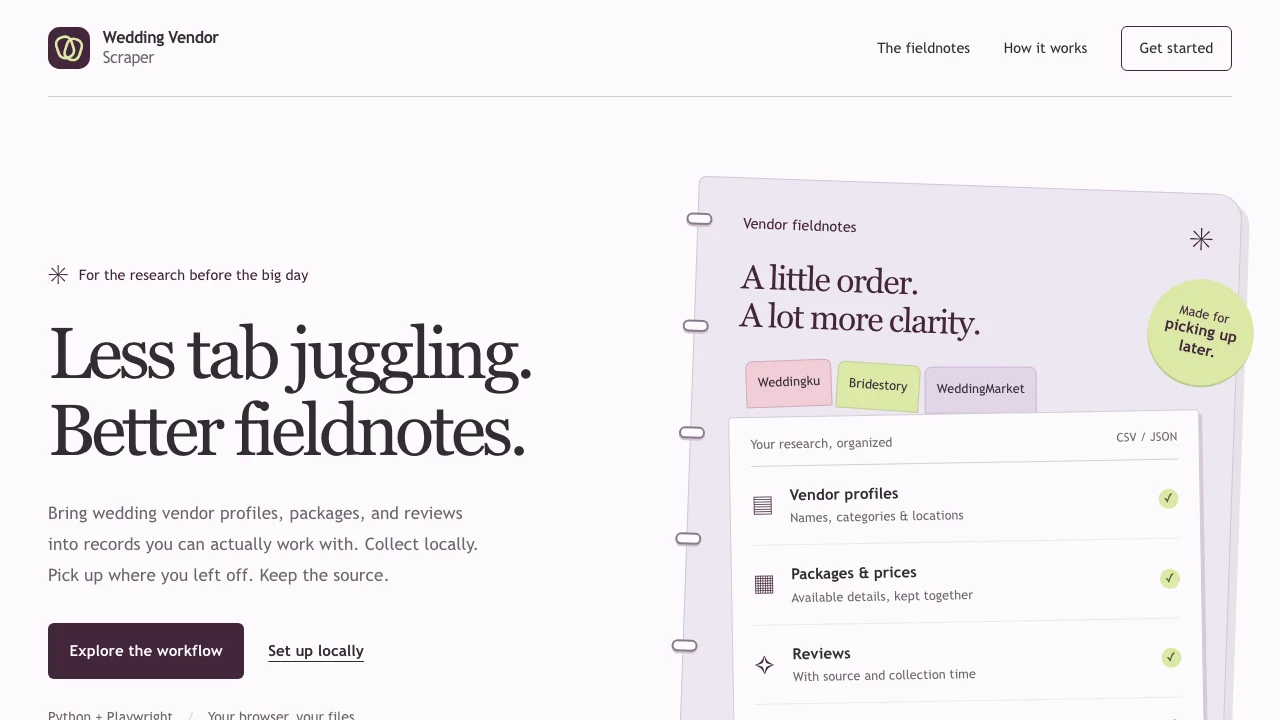 Wedding Vendor
Scraper
The fieldnotes
How it works
Get started
For the research before the big day
Less tab juggling.
Better fieldnotes.
Bring wedding vendor profiles, packages, and reviews
into records you can actually work with. Collect locally.
Pick up where you left off. Keep the source.
Explore the workflow
Set up locally
Python + Playwright / Your browser, your files
Vendor fieldnotes
A little order.
A lot more clarity.
Made for
picking up
later.
Weddingku
Bridestory
WeddingMarket
Your research, organized
CSV / JSON
Vendor profiles
Names, categories & locations
Packages & prices
Available details, kept together
Reviews
With source and collection time